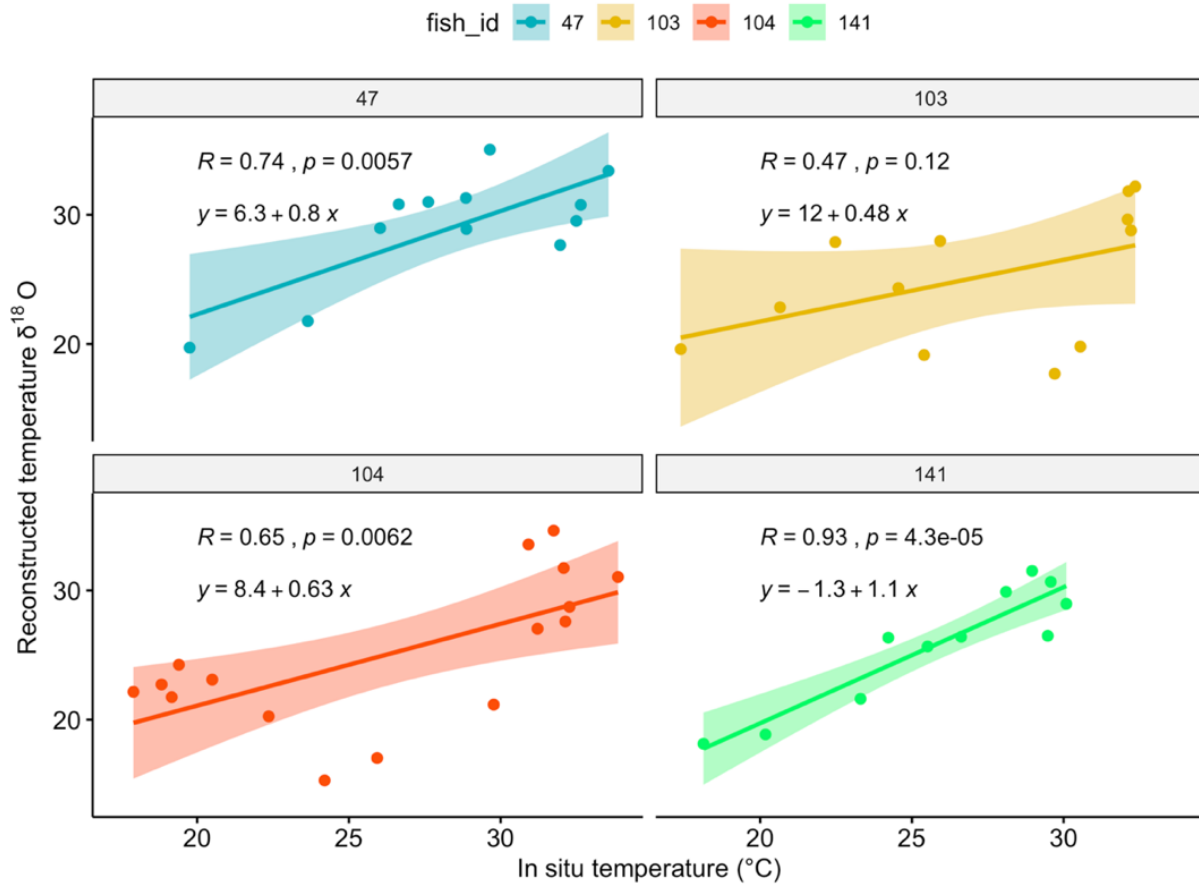 fish_id 47 103 104 141
47
103
R = 0.74 , p = 0.0057
y = 6.3 + 0.8 x
R = 0.47 , p = 0.12
y = 12 + 0.48 x
30
20
104
141
R = 0.65 , p = 0.0062
y = 8.4 + 0.63 x
R = 0.93 , p = 4.3e-05
y = − 1.3 + 1.1 x
30
20
20 25 30
20 25 30
In situ temperature (°C)
Reconstructed temperature δ¹⁸ O